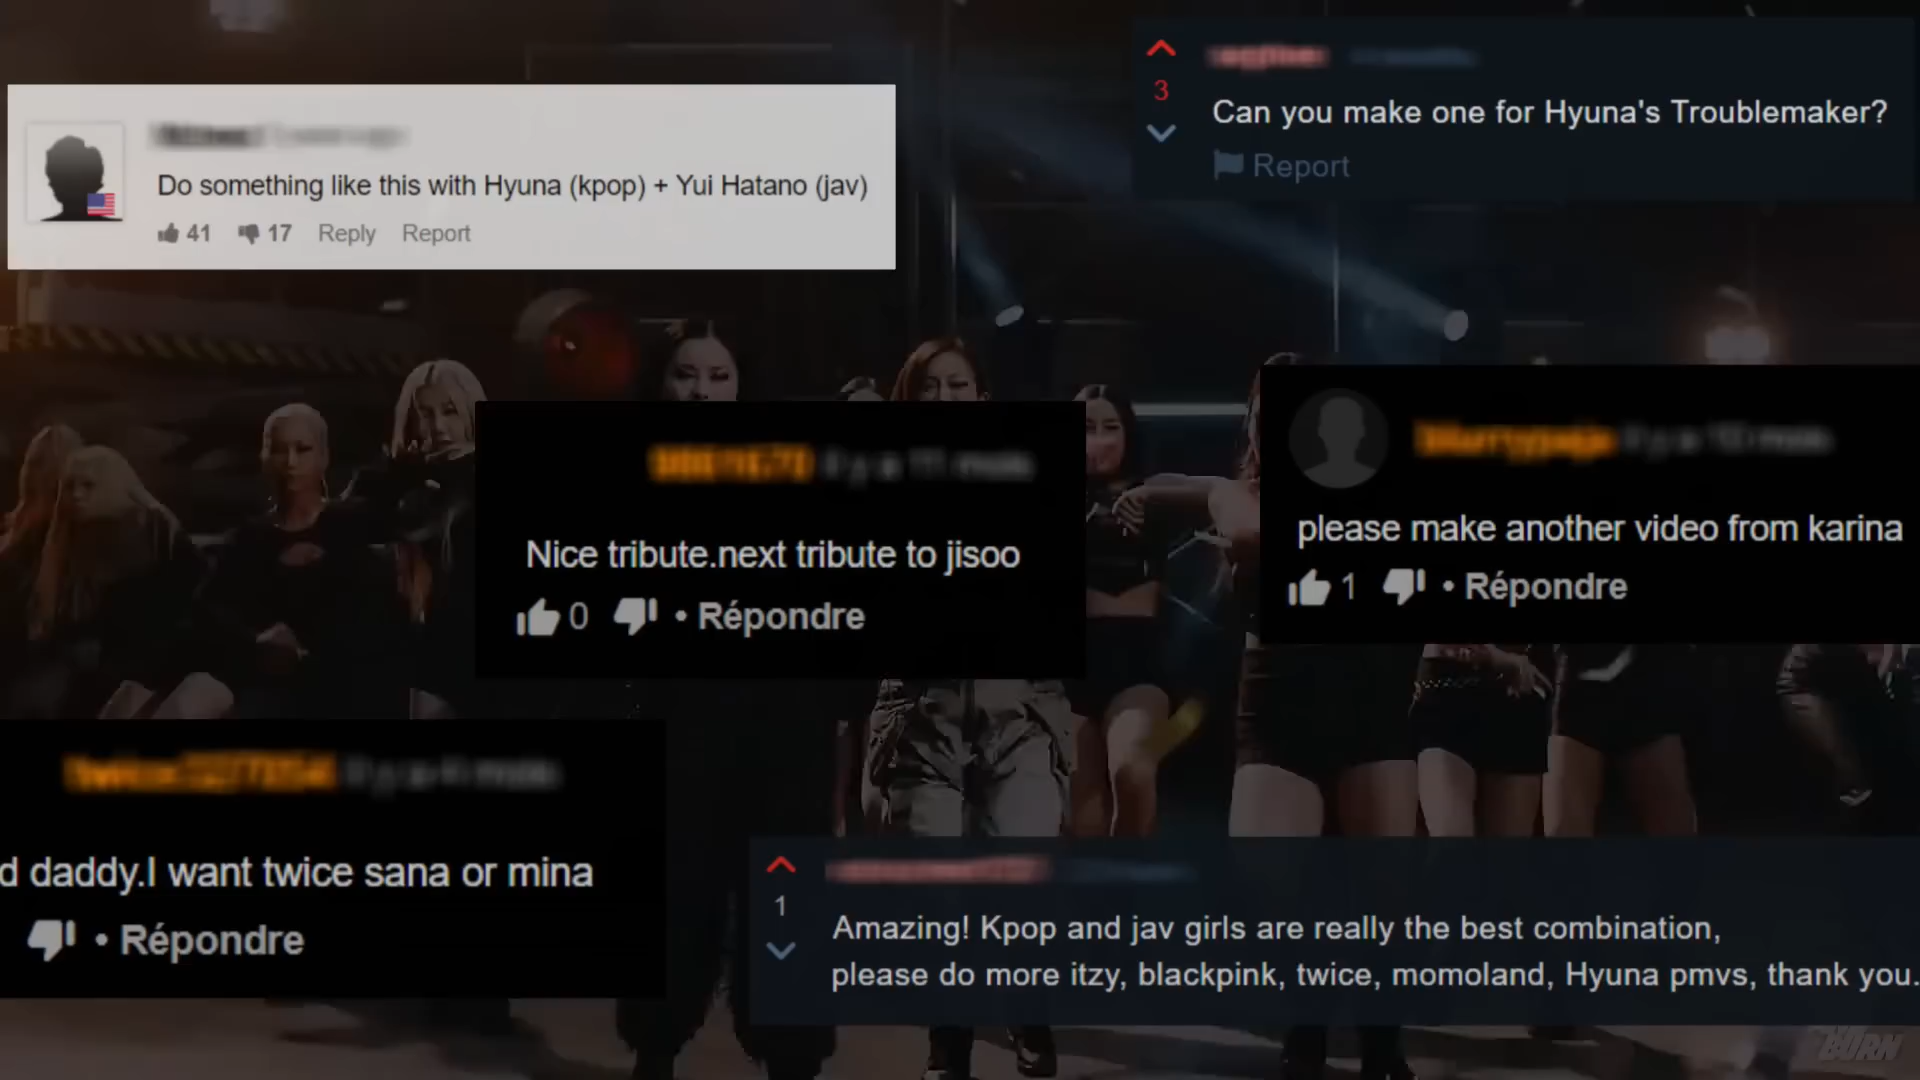 Do something like this with Hyuna (kpop) + Yui Hatano (jav)
41 17 Reply Report
3
Can you make one for Hyuna's Troublemaker?
Report
Nice tribute.next tribute to jisoo
0 • Répondre
please make another video from karina
1 • Répondre
d daddy.I want twice sana or mina
• Répondre
1
Amazing! Kpop and jav girls are really the best combination,
please do more itzy, blackpink, twice, momoland, Hyuna pmvs, thank you.
BURN